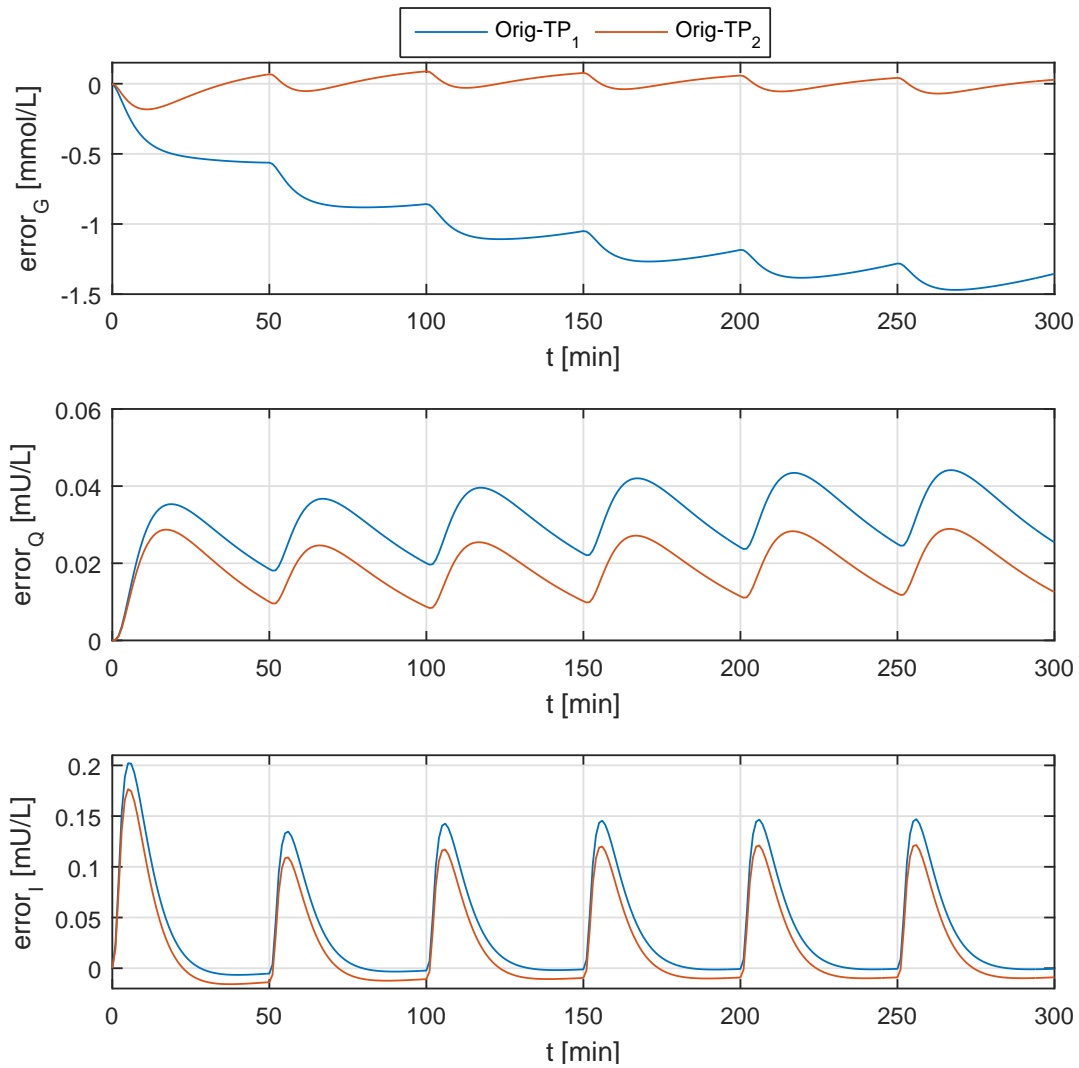 Orig-TP1 Orig-TP2
0
-0.5
-1
-1.5
errorG [mmol/L]
0 50 100 150 200 250 300
t [min]
0.06
0.04
0.02
0
errorQ [mU/L]
0 50 100 150 200 250 300
t [min]
0.2
0.15
0.1
0.05
0
errorI [mU/L]
0 50 100 150 200 250 300
t [min]